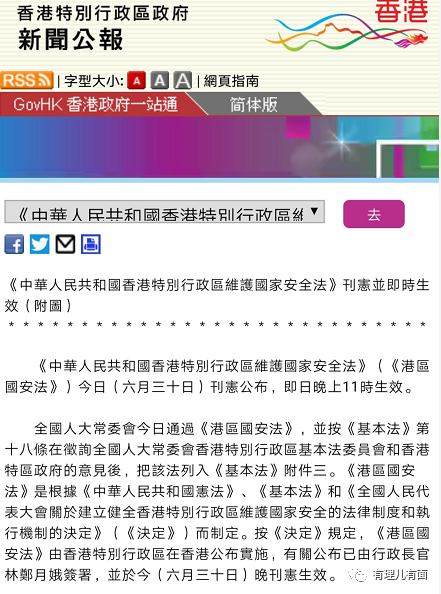 香港特別行政區政府
新聞公報
香港
RSS | 字型大小: A A A | 網頁指南
GovHK 香港政府一站通 简体版
《中華人民共和國香港特別行政區維 去
《中華人民共和國香港特別行政區維護國家安全法》刊憲並即時生
效（附圖）
* * * * * * * * * * * * * * * * * * * * * * * * * * * * *
《中華人民共和國香港特別行政區維護國家安全法》（《港區
國安法》）今日（六月三十日）刊憲公布，即日晚上11時生效。
全國人大常委會今日通過《港區國安法》，並按《基本法》第
十八條在徵詢全國人大常委會香港特別行政區基本法委員會和香港
特區政府的意見後，把該法列入《基本法》附件三。《港區國安
法》是根據《中華人民共和國憲法》、《基本法》和《全國人民代
表大會關於建立健全香港特別行政區維護國家安全的法律制度和執
行機制的決定》（《決定》）而制定。按《決定》規定，《港區國
安法》由香港特別行政區在香港公布實施，有關公布已由行政長官
林鄭月娥簽署，並於今（六月三十日）晚刊憲生效。
有理儿有面